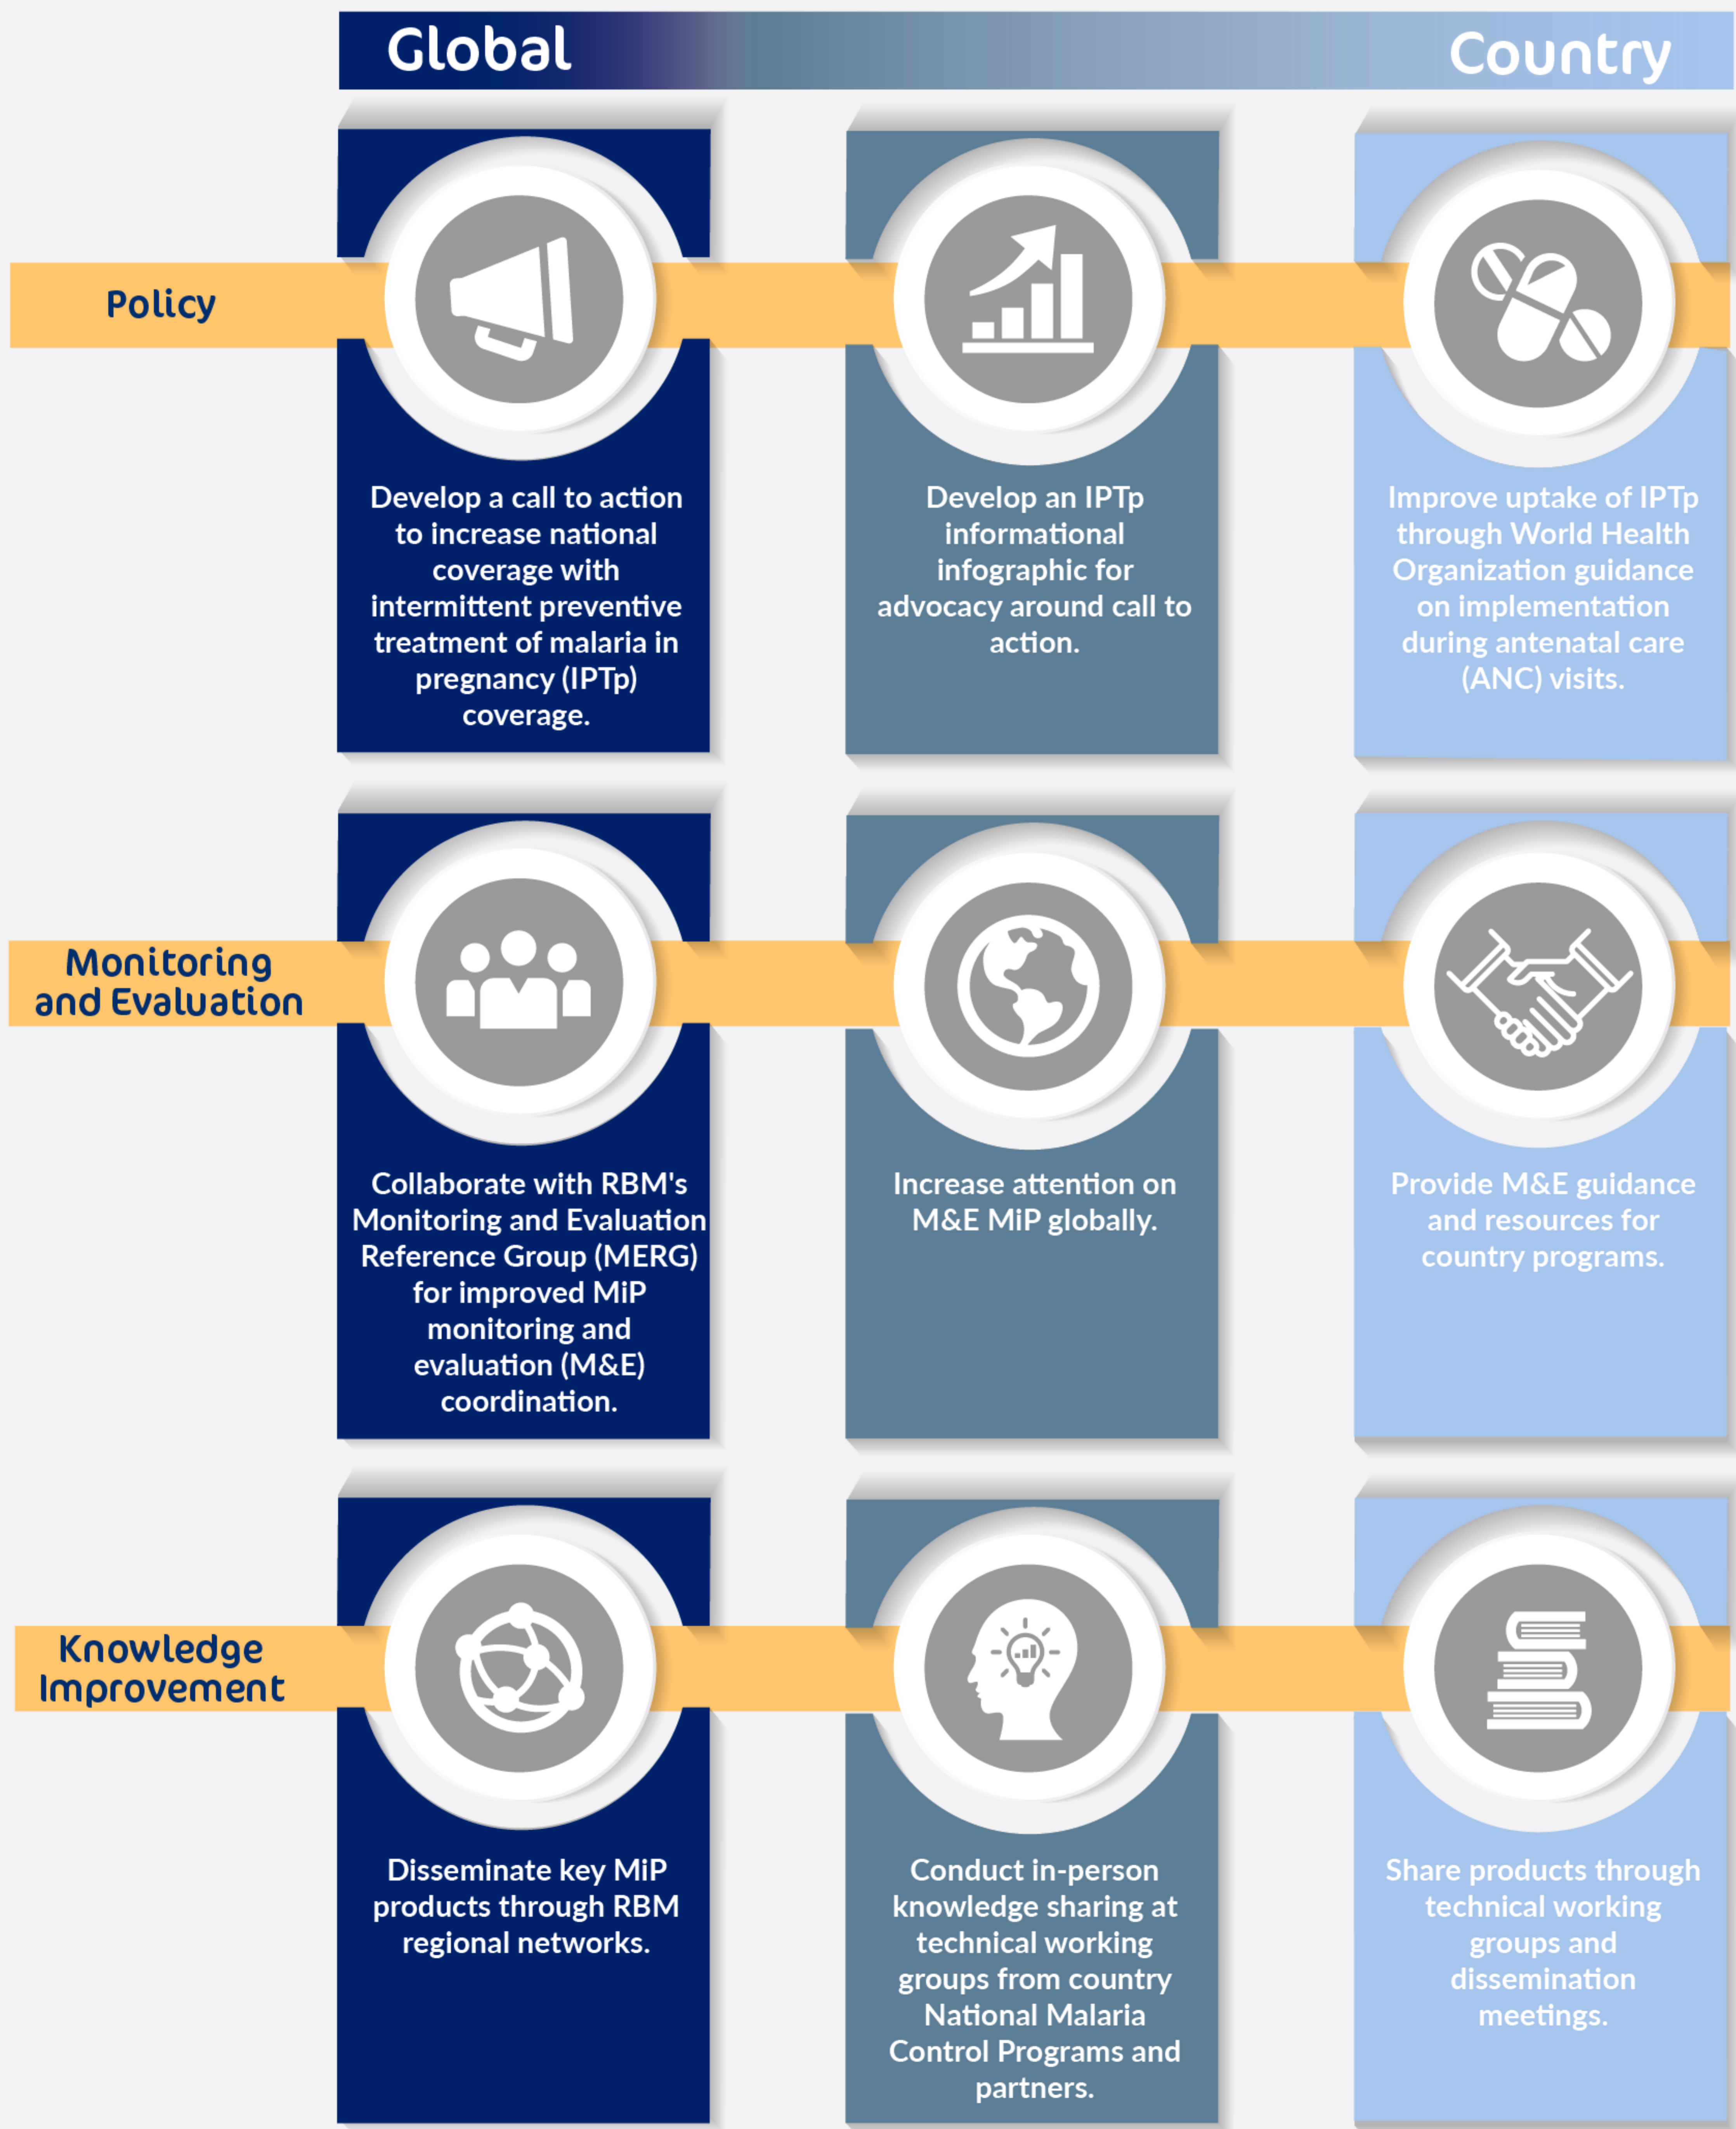 Global
Country
Policy
Develop a call to action
to increase national
coverage with
intermittent preventive
treatment of malaria in
pregnancy (IPTp)
coverage.
Develop an IPTp
informational
infographic for
advocacy around call to
action.
Improve uptake of IPTp
through World Health
Organization guidance
on implementation
during antenatal care
(ANC) visits.
Monitoring
and Evaluation
Collaborate with RBM's
Monitoring and Evaluation
Reference Group (MERG)
for improved MiP
monitoring and
evaluation (M&E)
coordination.
Increase attention on
M&E MiP globally.
Provide M&E guidance
and resources for
country programs.
Knowledge
Improvement
Disseminate key MiP
products through RBM
regional networks.
Conduct in-person
knowledge sharing at
technical working
groups from country
National Malaria
Control Programs and
partners.
Share products through
technical working
groups and
dissemination
meetings.